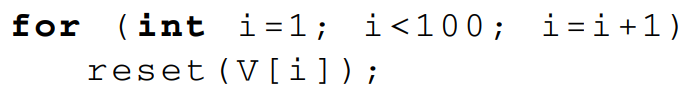 for (int i=1; i<100; i=i+1)
reset(V[i]);